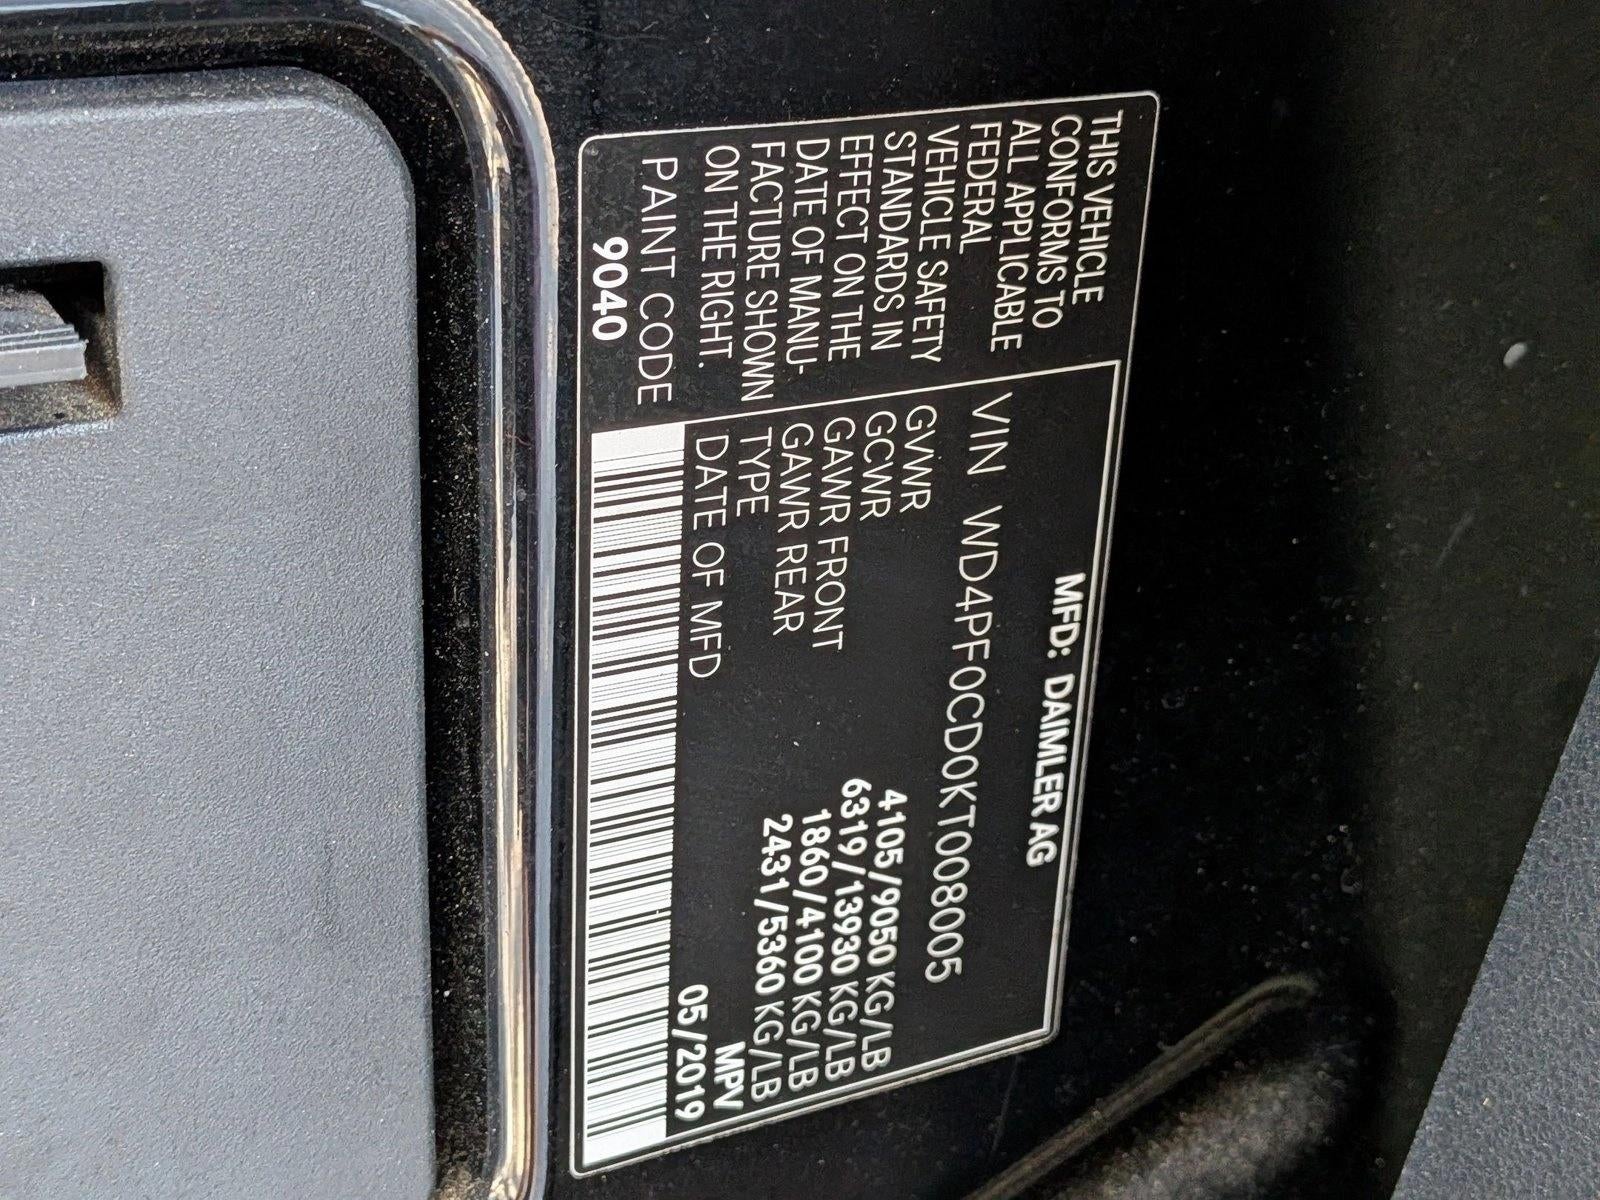 MFD: DAIMLER AG
THIS VEHICLE
CONFORMS TO
ALL APPLICABLE
FEDERAL
VEHICLE SAFETY
STANDARDS IN
EFFECT ON THE
DATE OF MANU-
FACTURE SHOWN
ON THE RIGHT.
PAINT CODE
9040
VIN WD4PF0CD0KT008005
GVWR 4105/9050 KG/LB
GCWR 6319/13930 KG/LB
GAWR FRONT 1860/4100 KG/LB
GAWR REAR 2431/5360 KG/LB
TYPE MPV
DATE OF MFD 05/2019